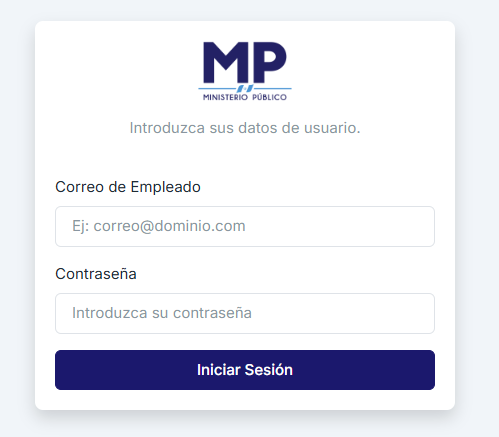 MP
MINISTERIO PÚBLICO
Introduzca sus datos de usuario.
Correo de Empleado
Ej: correo@dominio.com
Contraseña
Introduzca su contraseña
Iniciar Sesión